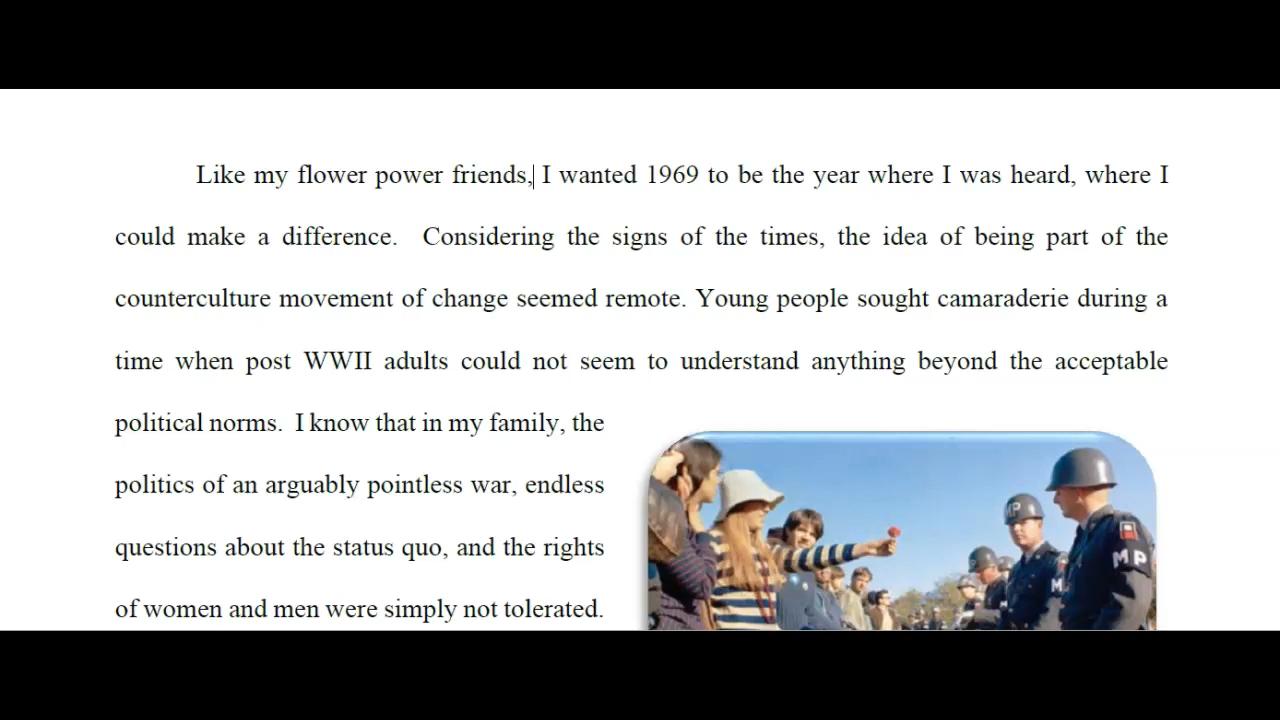 Like my flower power friends, I wanted 1969 to be the year where I was heard, where I
could make a difference.  Considering the signs of the times, the idea of being part of the
counterculture movement of change seemed remote. Young people sought camaraderie during a
time when post WWII adults could not seem to understand anything beyond the acceptable
political norms.  I know that in my family, the
politics of an arguably pointless war, endless
questions about the status quo, and the rights
of women and men were simply not tolerated.
MP
M
MP